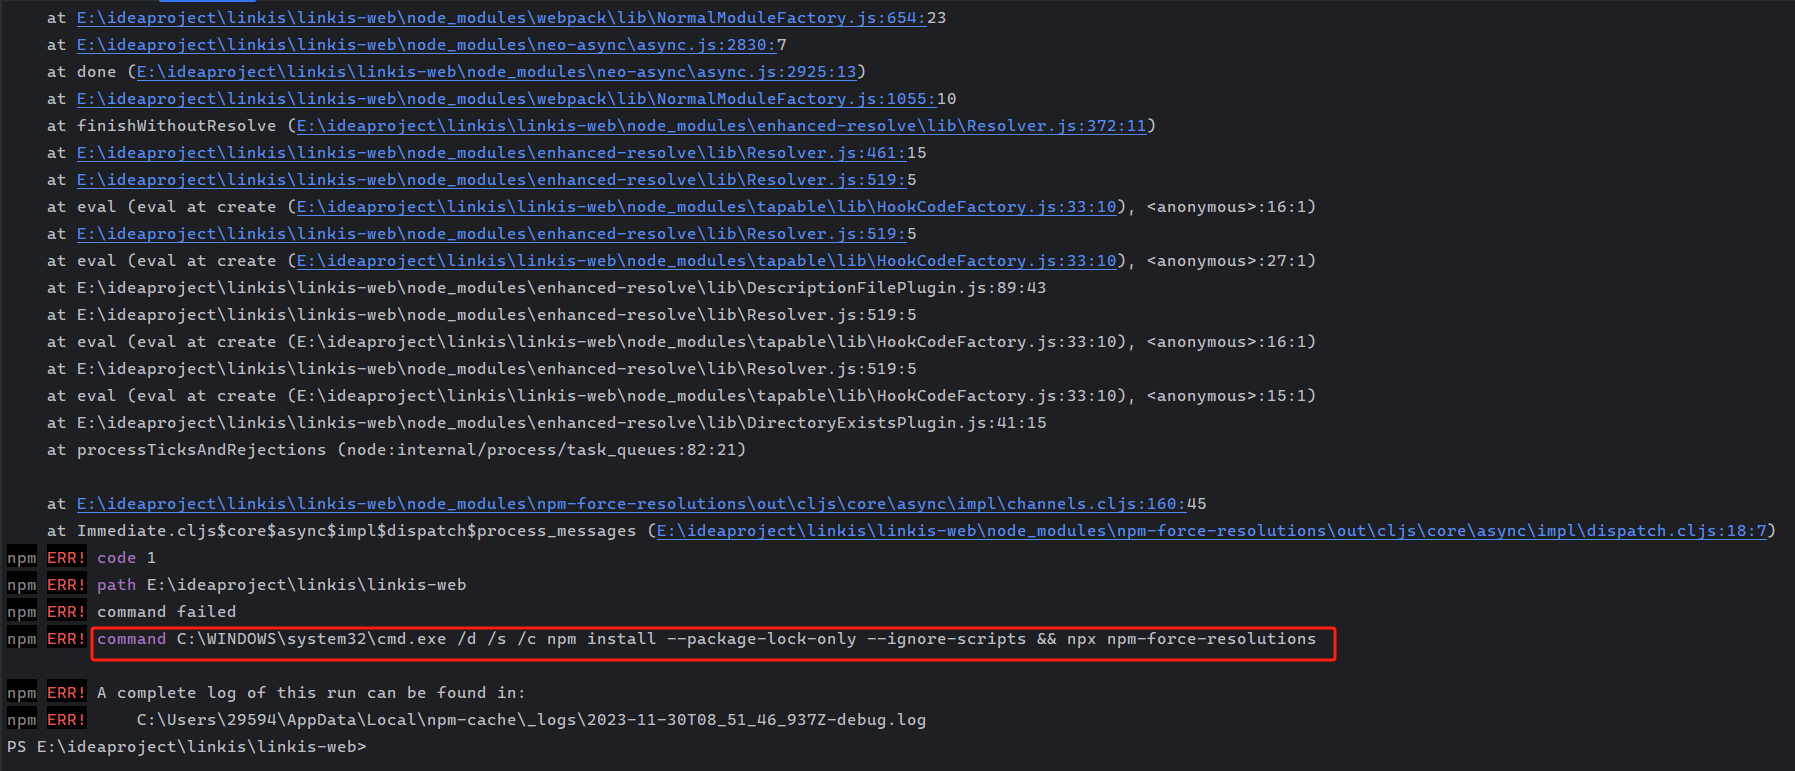 at E:\ideaproject\linkis\linkis-web\node_modules\webpack\lib\NormalModuleFactory.js:654:23
at E:\ideaproject\linkis\linkis-web\node_modules\neo-async\async.js:2830:7
at done (E:\ideaproject\linkis\linkis-web\node_modules\neo-async\async.js:2925:13)
at E:\ideaproject\linkis\linkis-web\node_modules\webpack\lib\NormalModuleFactory.js:1055:10
at finishWithoutResolve (E:\ideaproject\linkis\linkis-web\node_modules\enhanced-resolve\lib\Resolver.js:372:11)
at E:\ideaproject\linkis\linkis-web\node_modules\enhanced-resolve\lib\Resolver.js:461:15
at E:\ideaproject\linkis\linkis-web\node_modules\enhanced-resolve\lib\Resolver.js:519:5
at eval (eval at create (E:\ideaproject\linkis\linkis-web\node_modules\tapable\lib\HookCodeFactory.js:33:10), <anonymous>:16:1)
at E:\ideaproject\linkis\linkis-web\node_modules\enhanced-resolve\lib\Resolver.js:519:5
at eval (eval at create (E:\ideaproject\linkis\linkis-web\node_modules\tapable\lib\HookCodeFactory.js:33:10), <anonymous>:27:1)
at E:\ideaproject\linkis\linkis-web\node_modules\enhanced-resolve\lib\DescriptionFilePlugin.js:89:43
at E:\ideaproject\linkis\linkis-web\node_modules\enhanced-resolve\lib\Resolver.js:519:5
at eval (eval at create (E:\ideaproject\linkis\linkis-web\node_modules\tapable\lib\HookCodeFactory.js:33:10), <anonymous>:16:1)
at E:\ideaproject\linkis\linkis-web\node_modules\enhanced-resolve\lib\Resolver.js:519:5
at eval (eval at create (E:\ideaproject\linkis\linkis-web\node_modules\tapable\lib\HookCodeFactory.js:33:10), <anonymous>:15:1)
at E:\ideaproject\linkis\linkis-web\node_modules\enhanced-resolve\lib\DirectoryExistsPlugin.js:41:15
at processTicksAndRejections (node:internal/process/task_queues:82:21)
at E:\ideaproject\linkis\linkis-web\node_modules\npm-force-resolutions\out\cljs\core\async\impl\channels.cljs:160:45
at Immediate.cljs$core$async$impl$dispatch$process_messages (E:\ideaproject\linkis\linkis-web\node_modules\npm-force-resolutions\out\cljs\core\async\impl\dispatch.cljs:18:7)
npm ERR! code 1
npm ERR! path E:\ideaproject\linkis\linkis-web
npm ERR! command failed
npm ERR! command C:\WINDOWS\system32\cmd.exe /d /s /c npm install --package-lock-only --ignore-scripts && npx npm-force-resolutions
npm ERR! A complete log of this run can be found in:
npm ERR!     C:\Users\29594\AppData\Local\npm-cache\_logs\2023-11-30T08_51_46_937Z-debug.log
PS E:\ideaproject\linkis\linkis-web>